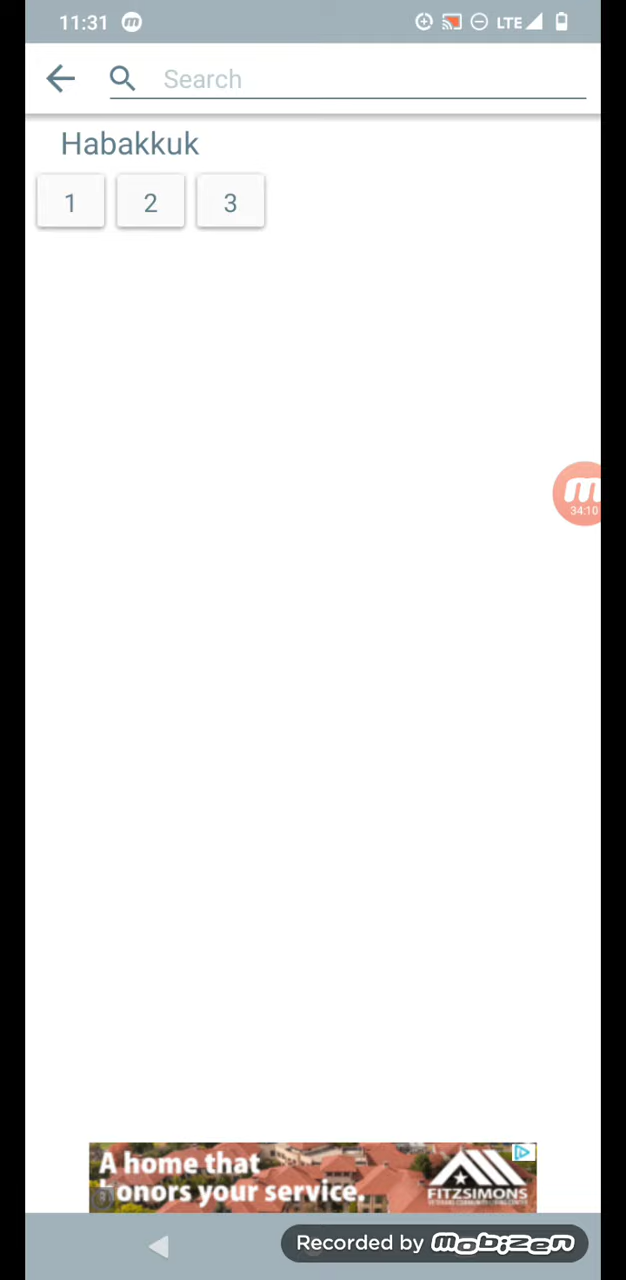 11:31 m LTE
Search
Habakkuk
1 2 3
m
34:10
A home that
honors your service.
FITZSIMONS
Recorded by mobizen